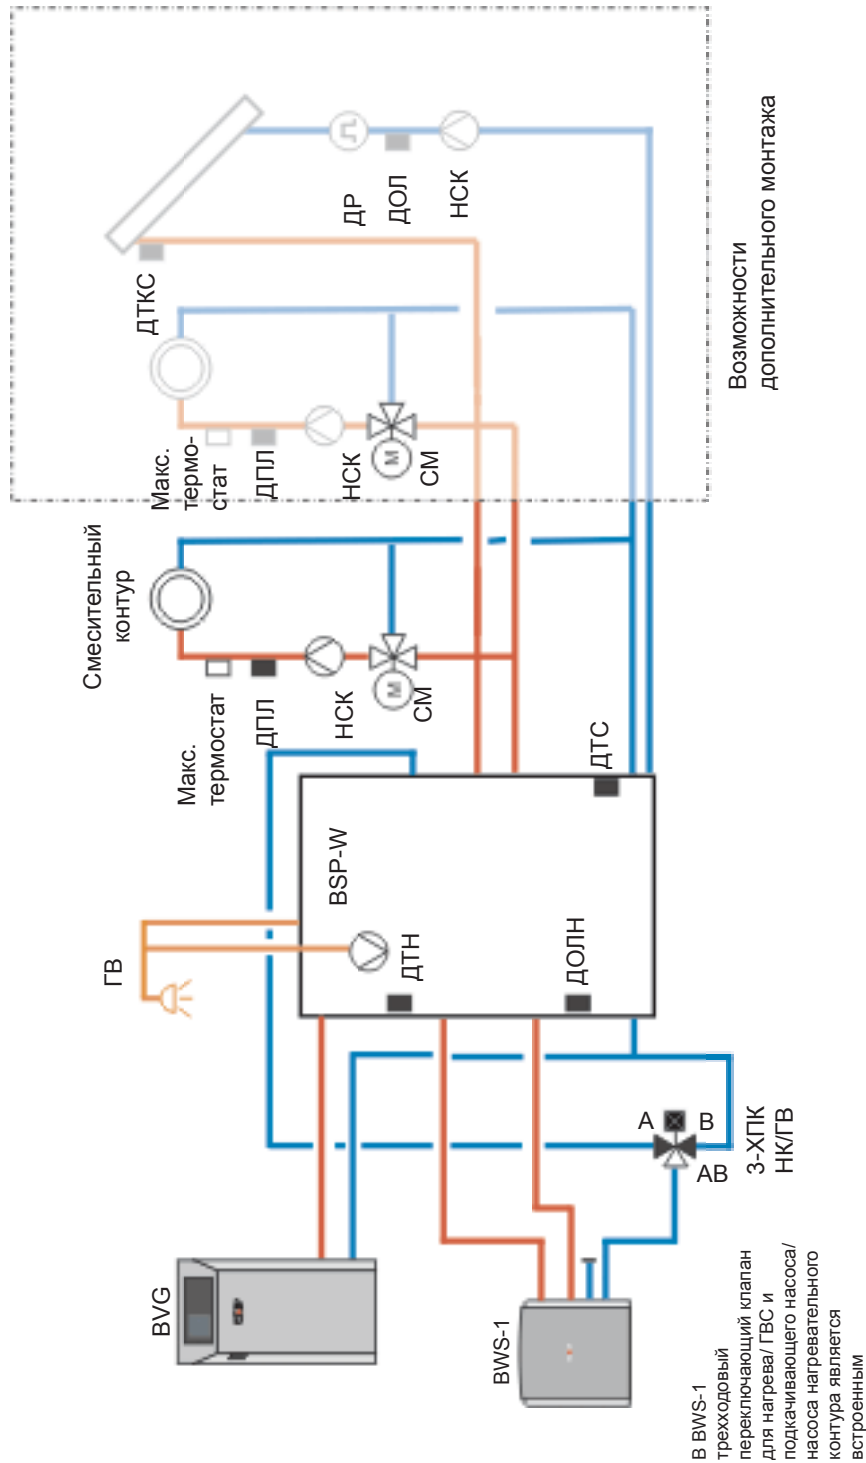 BVG
BWS-1
В BWS-1
трехходовый
переключающий клапан
для нагрева/ ГВС и
подкачивающего насоса/
насоса нагревательного
контура является
встроенным
A
B
AB
3-ХПК
НК/ГВ
ГВ
BSP-W
ДТН
ДОЛН
ДТС
Смесительный
контур
Макс.
термостат
ДПЛ
НСК
СМ
M
Макс.
термо-
стат
ДПЛ
НСК
СМ
M
ДТКС
ДР
ДОЛ
НСК
Возможности
дополнительного монтажа